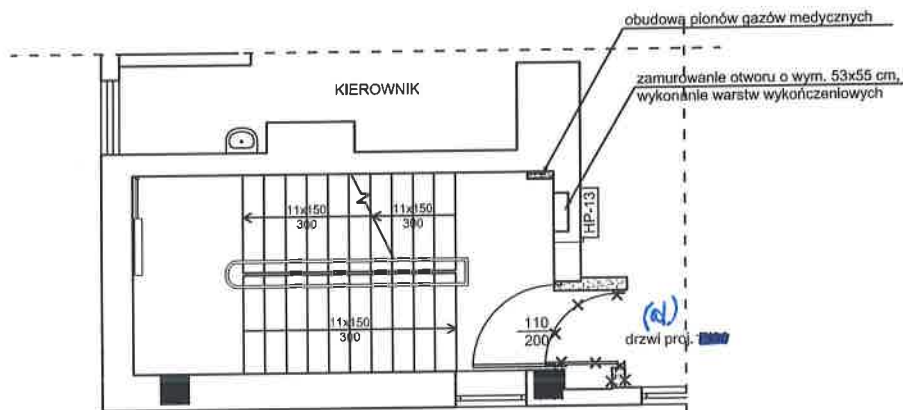 obudową pionów gazów medycznych
zamurowanie otworu o wym. 53x55 cm,
wykonanie warstw wykończeniowych
KIEROWNIK
11x150
300
11x150
300
HP-13
11x150
300
110
200
(a)
drzwi proj.